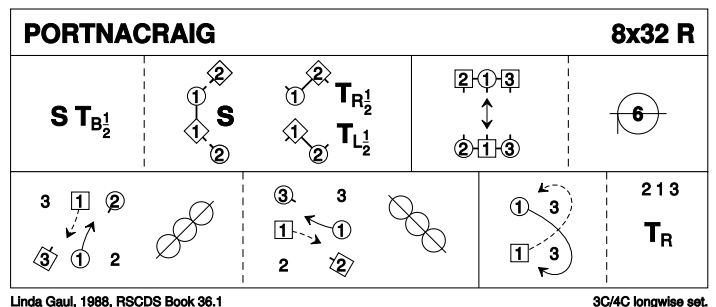 PORTNACRAIG 8x32 R
2 2 2 1 3
1 1 T R 1/2
S T B 1/2 S 6
1 1 T L 1/2
2 2 2 1 3
3 1 2 3 3 1 3 2 1 3
1 1 T R
3 1 2 2 2 1 3
Linda Gaul, 1988, RSCDS Book 36.1 3C/4C longwise set.